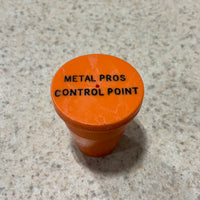 METAL PROS
CONTROL POINT